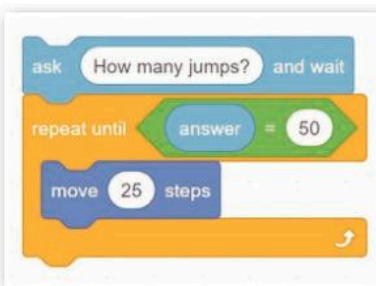 ask How many jumps? and wait
repeat until answer = 50
move 25 steps